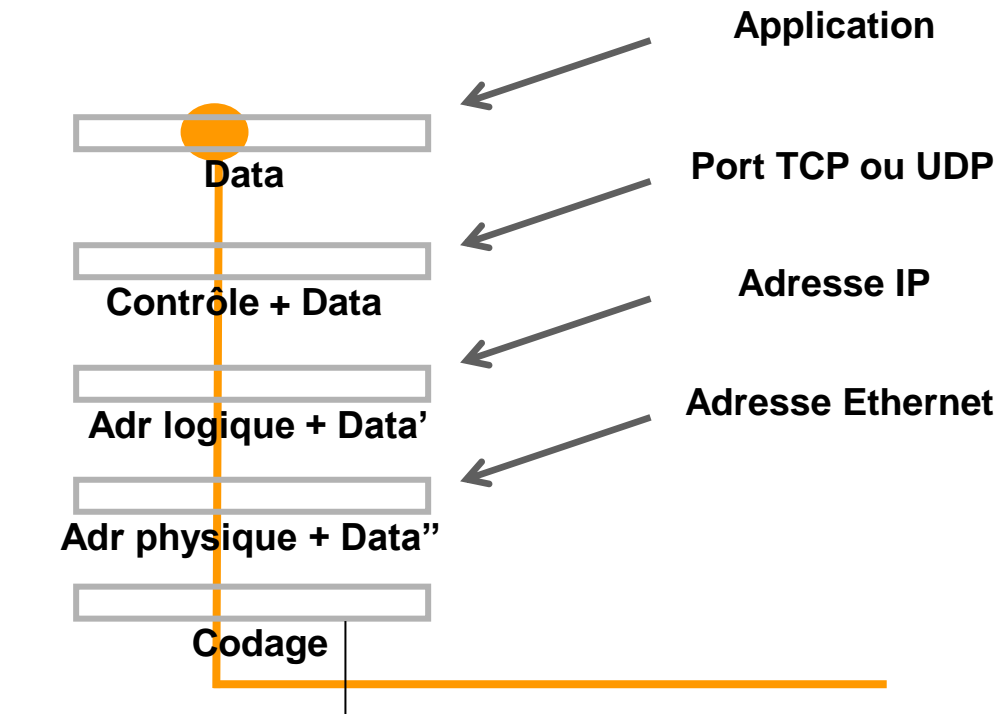 Application
Data
Port TCP ou UDP
Contrôle + Data
Adresse IP
Adr logique + Data’
Adresse Ethernet
Adr physique + Data’’
Codage